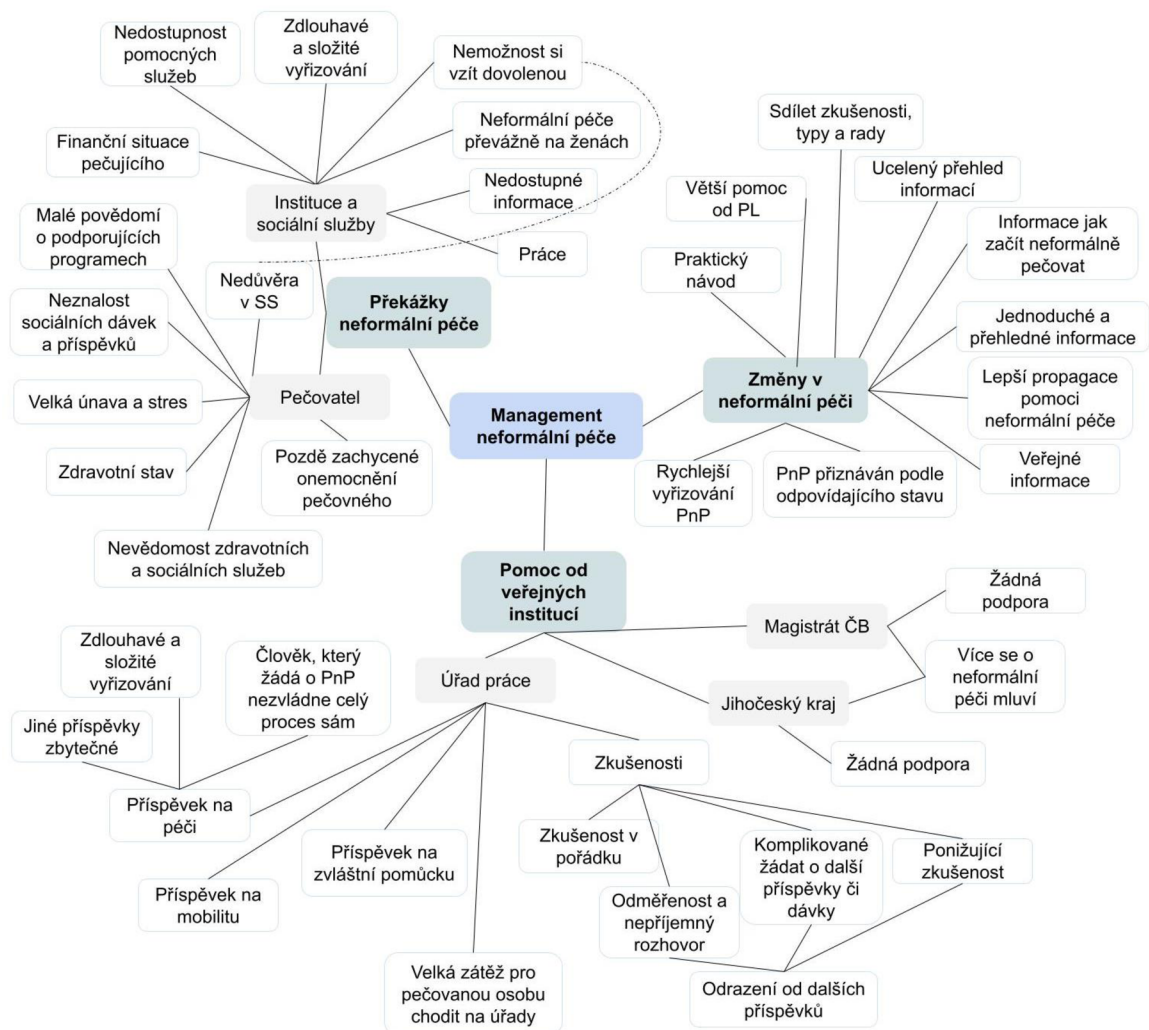 Nedostupnost
pomocných
služeb
Zdlouhavé
a složité
vyřizování
Nemožnost si
vzít dovolenou
Finanční situace
pečujícího
Neformální péče
převážně na ženách
Instituce a
sociální služby
Nedostupné
informace
Práce
Malé povědomí
o podporujících
programech
Nedůvěra
v SS
Neznalost
sociálních dávek
a příspěvků
Velká únava a stres
Pečovatel
Zdravotní stav
Pozdě zachycené
onemocnění
pečovného
Nevědomost zdravotních
a sociálních služeb
Překážky
neformální péče
Management
neformální péče
Sdílet zkušenosti,
typy a rady
Větší pomoc
od PL
Ucelený přehled
informací
Praktický
návod
Informace jak
začít neformálně
pečovat
Jednoduché a
přehledné informace
Změny v
neformální péči
Lepší propagace
pomoci
neformální péče
Rychlejší
vyřizování
PnP
PnP přiznáván podle
odpovídajícího stavu
Veřejné
informace
Pomoc od
veřejných
institucí
Magistrát ČB
Žádná
podpora
Úřad práce
Jihočeský kraj
Více se o
neformální
péči mluví
Žádná podpora
Zdlouhavé a
složité
vyřizování
Člověk, který
žádá o PnP
nezvládne celý
proces sám
Jiné příspěvky
zbytečné
Příspěvek na
péči
Příspěvek na
mobilitu
Příspěvek na
zvláštní pomůcku
Velká zátěž pro
pečovanou osobu
chodit na úřady
Zkušenosti
Zkušenost v
pořádku
Odměřenost a
nepříjemný
rozhovor
Komplikované
žádat o další
příspěvky či
dávky
Ponižující
zkušenost
Odrazení od dalších
příspěvků